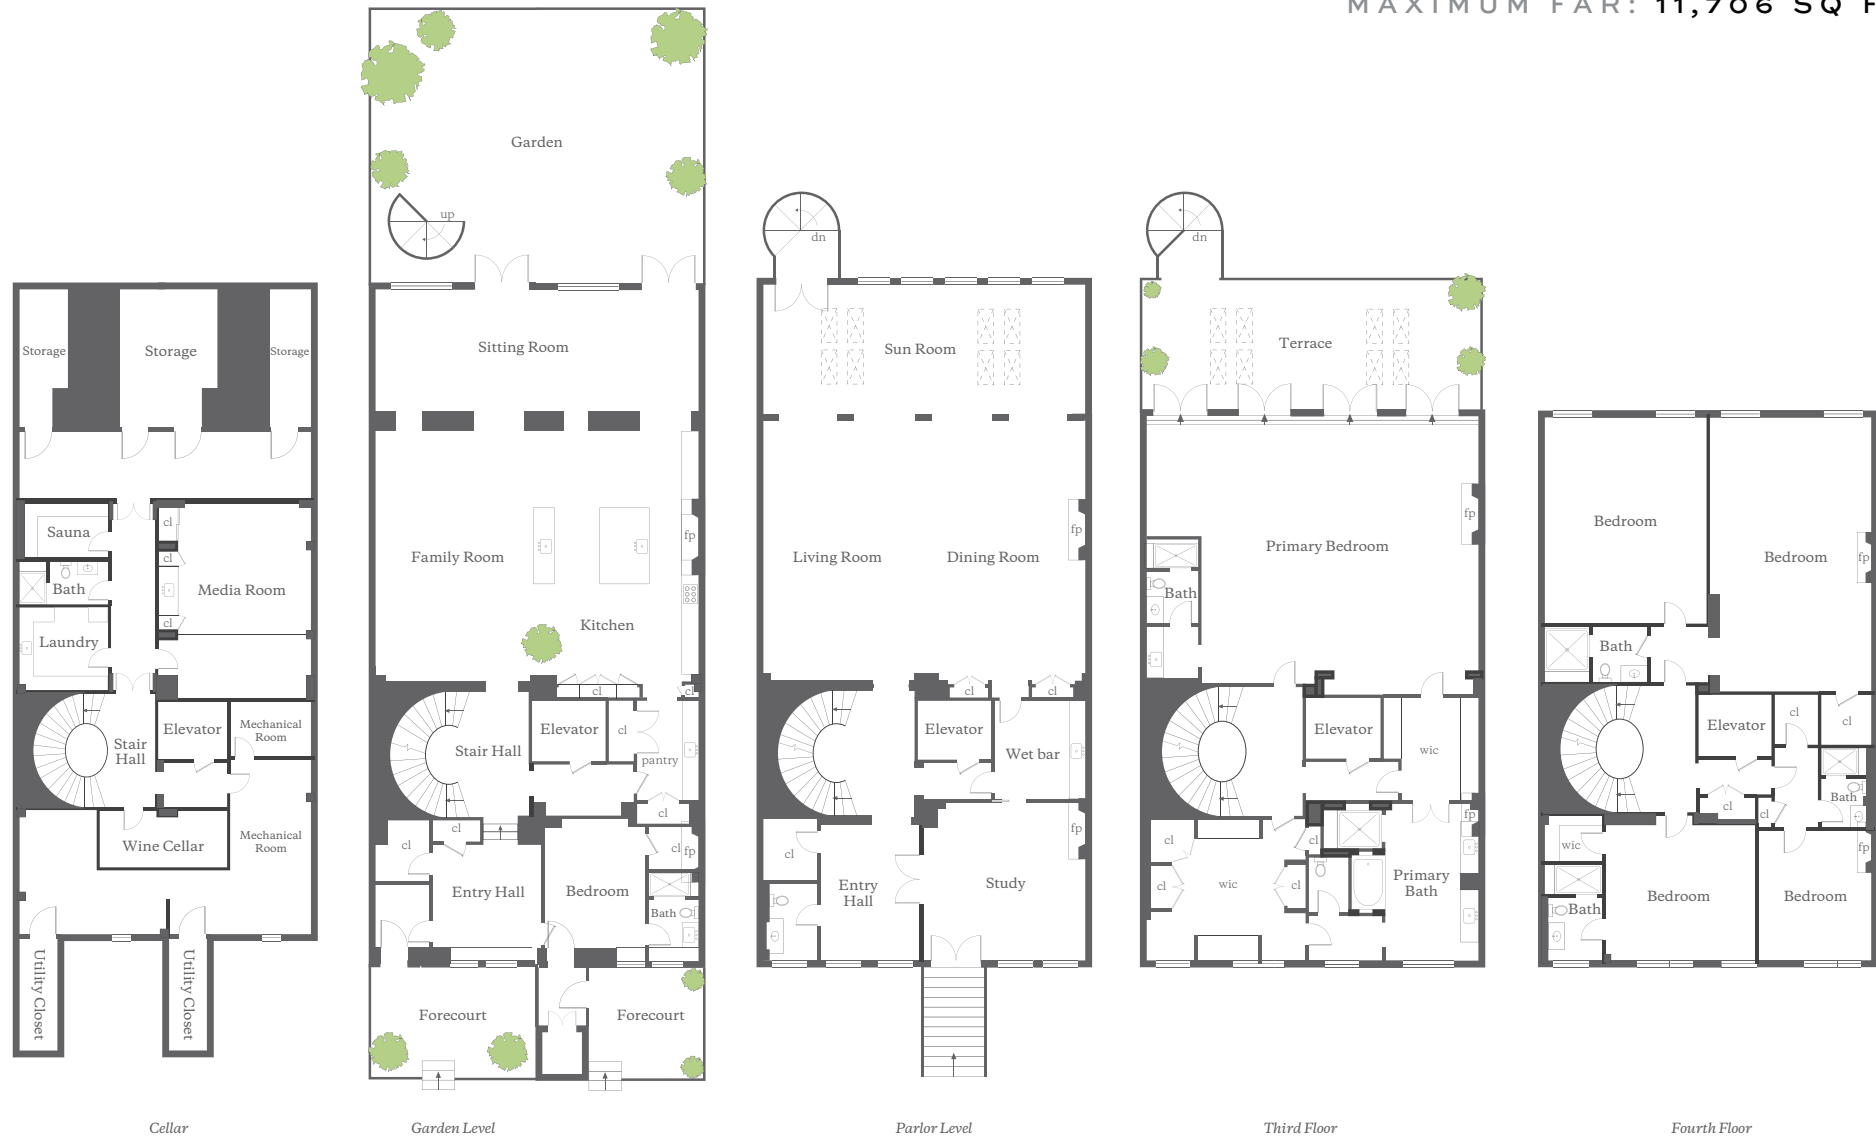 MAXIMUM FAR: 11,706 SQ F
Storage
Storage
Storage
Sauna
cl
cl
Bath
Media Room
cl
Laundry
Elevator
Mechanical
Room
Stair
Hall
Wine Cellar
Mechanical
Room
Utility Closet
Utility Closet
Cellar
Garden
up
Sitting Room
Family Room
fp
Kitchen
cl
cl
Stair Hall
Elevator
cl
pantry
cl
cl
cl
cl
fp
Entry Hall
Bedroom
Bath
Forecourt
Forecourt
Garden Level
dn
Sun Room
Living Room
Dining Room
fp
cl
cl
Elevator
Wet bar
cl
fp
Entry
Hall
Study
Parlor Level
dn
Terrace
fp
Primary Bedroom
Bath
Elevator
wic
cl
cl
fp
cl
wic
cl
Primary
Bath
Third Floor
Bedroom
Bedroom
fp
Bath
Elevator
cl
cl
cl
cl
Bath
wic
fp
Bath
Bedroom
Bedroom
Fourth Floor